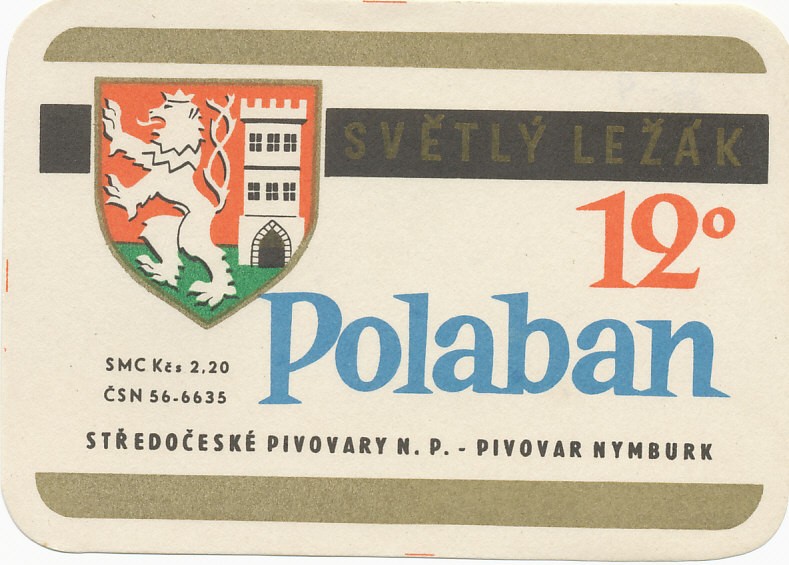 SVĚTLÝ LEŽÁK
12°
Polaban
SMC Kčs 2,20
ČSN 56-6635
STŘEDOČESKÉ PIVOVARY N. P. - PIVOVAR NYMBURK